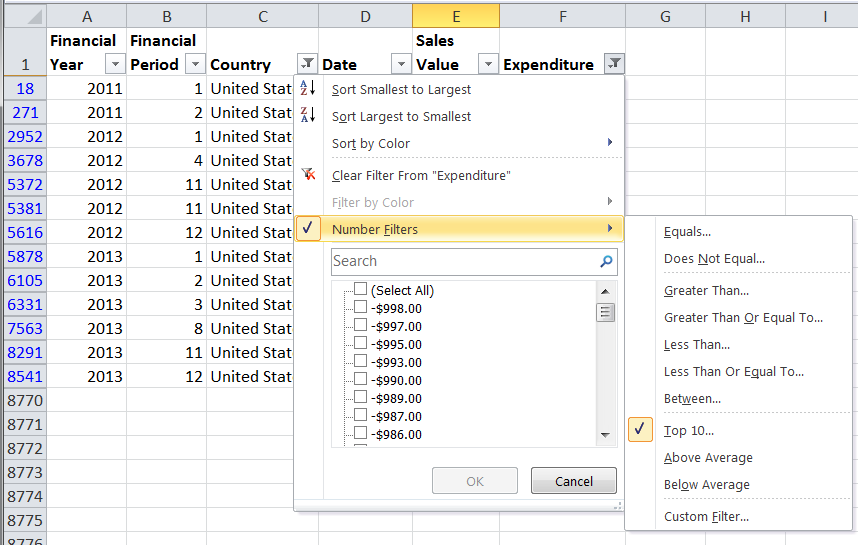 A B C D E F G H I
Financial Financial Sales
1 Year Period Country Date Value Expenditure
18 2011 1 United Stat
271 2011 2 United Stat
2952 2012 1 United Stat
3678 2012 4 United Stat
5372 2012 11 United Stat
5381 2012 11 United Stat
5616 2012 12 United Stat
5878 2013 1 United Stat
6105 2013 2 United Stat
6331 2013 3 United Stat
7563 2013 8 United Stat
8291 2013 11 United Stat
8541 2013 12 United Stat
8770
8771
8772
8773
8774
8775
8776
Sort Smallest to Largest
Sort Largest to Smallest
Sort by Color
Clear Filter From "Expenditure"
Filter by Color
Number Filters
Search
(Select All)
-$998.00
-$997.00
-$995.00
-$993.00
-$990.00
-$989.00
-$987.00
-$986.00
OK Cancel
Equals...
Does Not Equal...
Greater Than...
Greater Than Or Equal To...
Less Than...
Less Than Or Equal To...
Between...
Top 10...
Above Average
Below Average
Custom Filter...